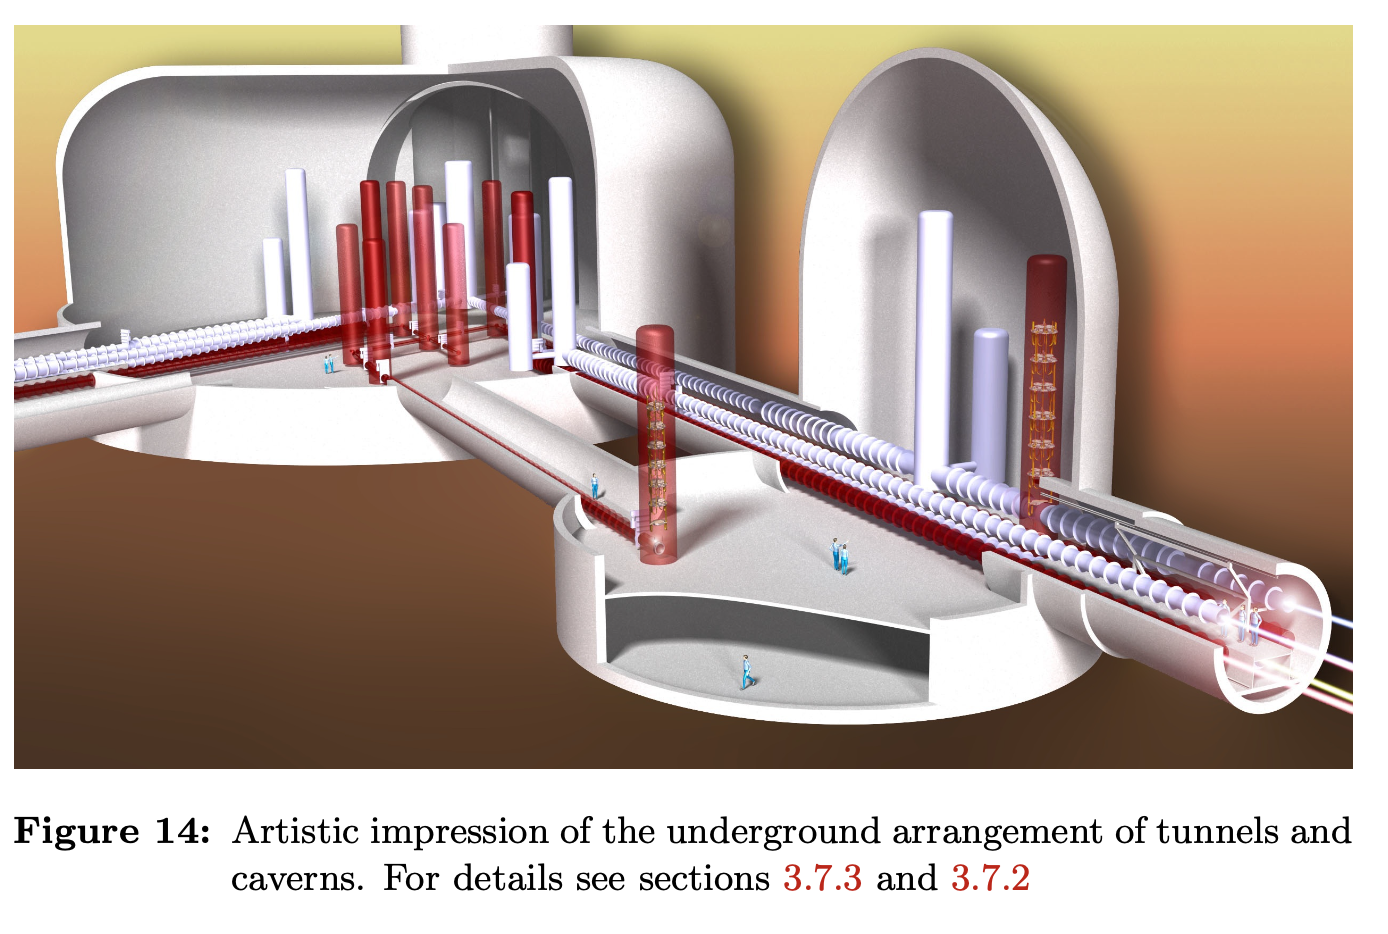 Figure 14: Artistic impression of the underground arrangement of tunnels and
caverns. For details see sections 3.7.3 and 3.7.2